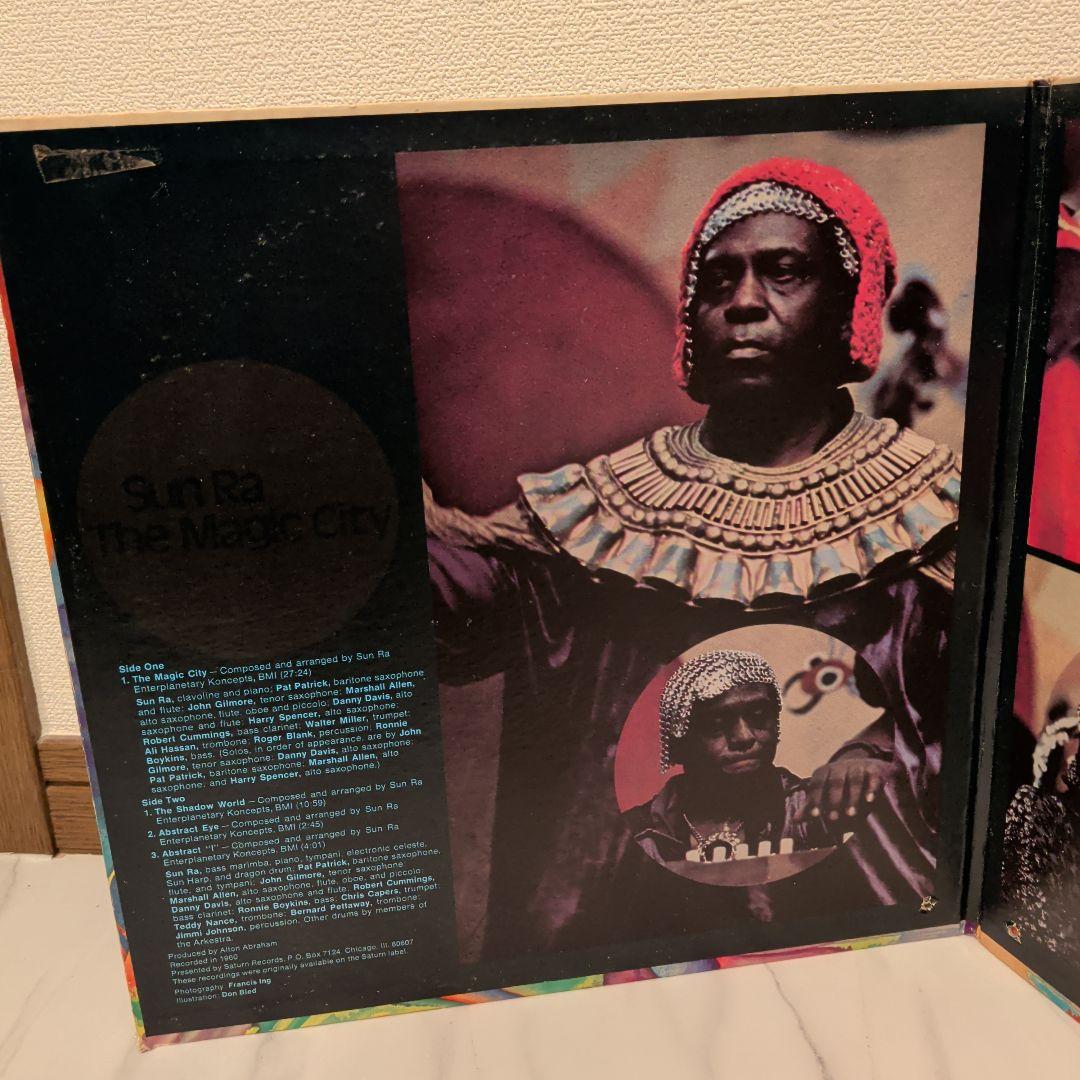 Sun Ra
The Magic City
Side One
1. The Magic City – Composed and arranged by Sun Ra
Enterplanetary Koncepts, BMI (27:24)
Sun Ra, clavoline and piano; Pat Patrick, baritone saxophone
and flute; John Gilmore, tenor saxophone; Marshall Allen,
alto saxophone, flute, oboe and piccolo; Danny Davis, alto
saxophone and flute; Harry Spencer, alto saxophone;
Robert Cummings, bass clarinet; Walter Miller, trumpet;
Ali Hassan, trombone; Roger Blank, percussion; Ronnie
Boykins, bass. (Solos, in order of appearance, are by John
Gilmore, tenor saxophone; Danny Davis, alto saxophone;
Pat Patrick, baritone saxophone; Marshall Allen, alto
saxophone; and Harry Spencer, alto saxophone.)
Side Two
1. The Shadow World – Composed and arranged by Sun Ra
Enterplanetary Koncepts, BMI (10:59)
2. Abstract Eye – Composed and arranged by Sun Ra
Enterplanetary Koncepts, BMI (2:45)
3. Abstract "I" – Composed and arranged by Sun Ra
Enterplanetary Koncepts, BMI (4:01)
Sun Ra, bass marimba, piano, tympani, electronic celeste,
Sun Harp, and dragon drum; Pat Patrick, baritone saxophone,
flute, and tympani; John Gilmore, tenor saxophone
Marshall Allen, alto saxophone, flute, oboe, and piccolo;
Danny Davis, alto saxophone and flute; Robert Cummings,
bass clarinet; Ronnie Boykins, bass; Chris Capers, trumpet;
Teddy Nance, trombone; Bernard Pettaway, trombone;
Jimmi Johnson, percussion. Other drums by members of
the Arkestra.
Produced by Alton Abraham
Recorded in 1960
Presented by Saturn Records, P.O. Box 7124, Chicago, Ill. 60607
These recordings were originally available on the Saturn label.
Photography: Francis Ing
Illustration: Don Bied